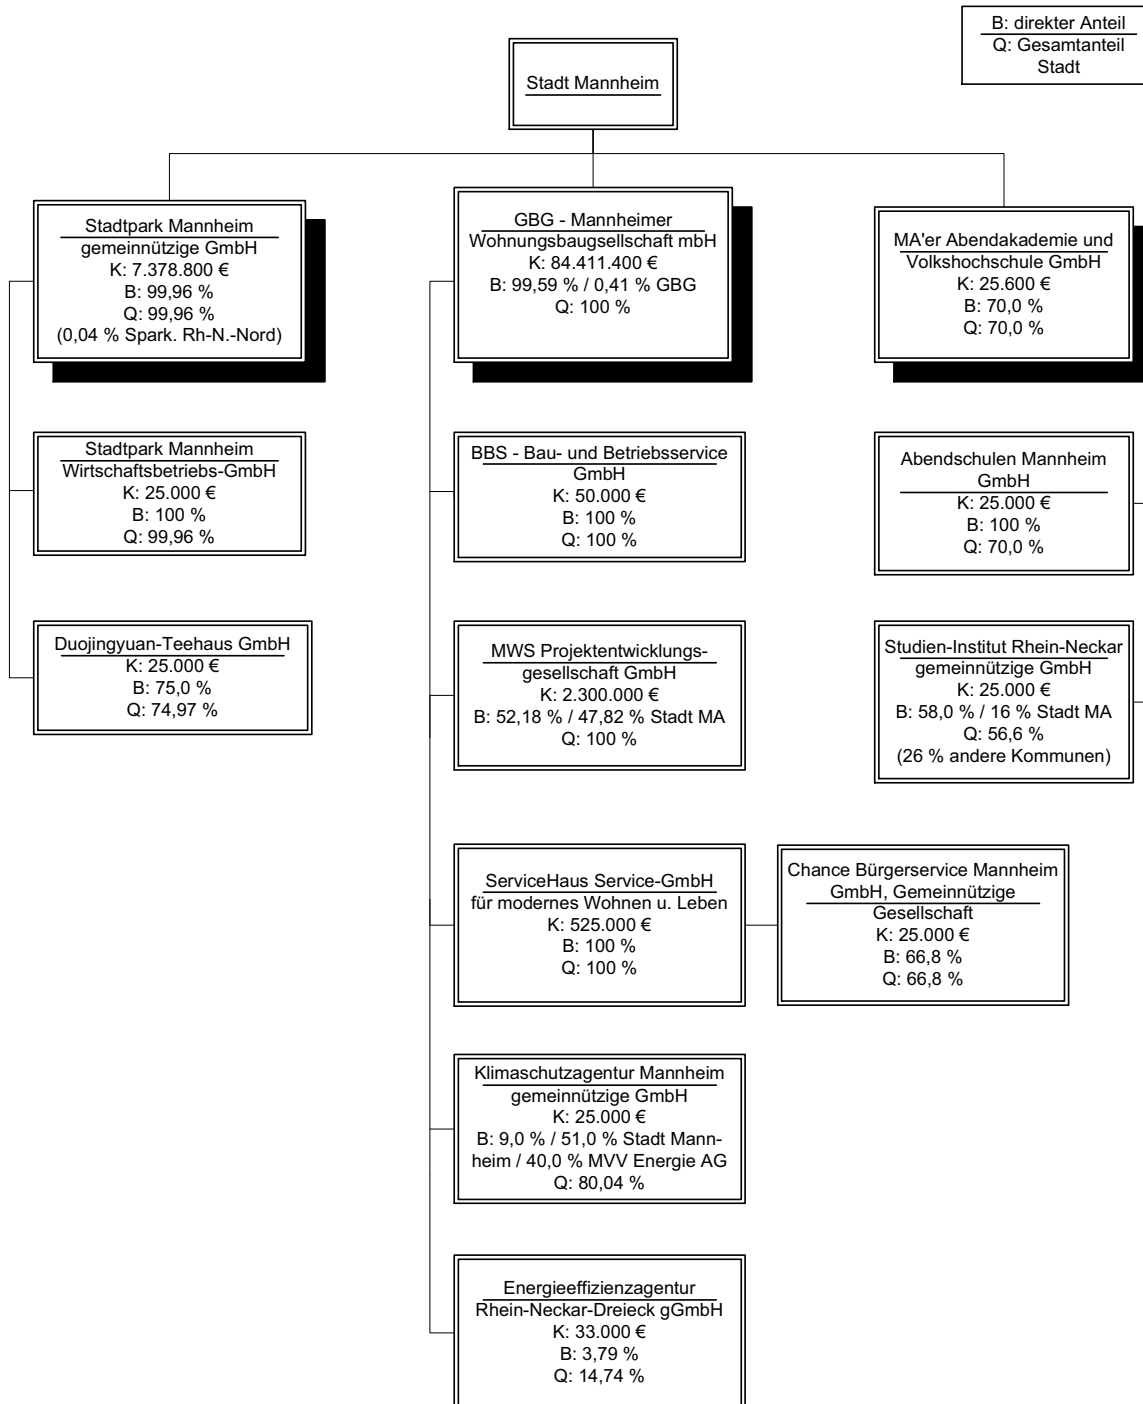 B: direkter Anteil
Q: Gesamtanteil
Stadt
Stadt Mannheim
Stadtpark Mannheim
gemeinnützige GmbH
K: 7.378.800 €
B: 99,96 %
Q: 99,96 %
(0,04 % Spark. Rh-N.-Nord)
GBG - Mannheimer
Wohnungsbaugsellschaft mbH
K: 84.411.400 €
B: 99,59 % / 0,41 % GBG
Q: 100 %
MA'er Abendakademie und
Volkshochschule GmbH
K: 25.600 €
B: 70,0 %
Q: 70,0 %
Stadtpark Mannheim
Wirtschaftsbetriebs-GmbH
K: 25.000 €
B: 100 %
Q: 99,96 %
BBS - Bau- und Betriebsservice
GmbH
K: 50.000 €
B: 100 %
Q: 100 %
Abendschulen Mannheim
GmbH
K: 25.000 €
B: 100 %
Q: 70,0 %
Duojingyuan-Teehaus GmbH
K: 25.000 €
B: 75,0 %
Q: 74,97 %
MWS Projektentwicklungs-
gesellschaft GmbH
K: 2.300.000 €
B: 52,18 % / 47,82 % Stadt MA
Q: 100 %
Studien-Institut Rhein-Neckar
gemeinnützige GmbH
K: 25.000 €
B: 58,0 % / 16 % Stadt MA
Q: 56,6 %
(26 % andere Kommunen)
ServiceHaus Service-GmbH
für modernes Wohnen u. Leben
K: 525.000 €
B: 100 %
Q: 100 %
Chance Bürgerservice Mannheim
GmbH, Gemeinnützige
Gesellschaft
K: 25.000 €
B: 66,8 %
Q: 66,8 %
Klimaschutzagentur Mannheim
gemeinnützige GmbH
K: 25.000 €
B: 9,0 % / 51,0 % Stadt Mann-
heim / 40,0 % MVV Energie AG
Q: 80,04 %
Energieeffizienzagentur
Rhein-Neckar-Dreieck gGmbH
K: 33.000 €
B: 3,79 %
Q: 14,74 %